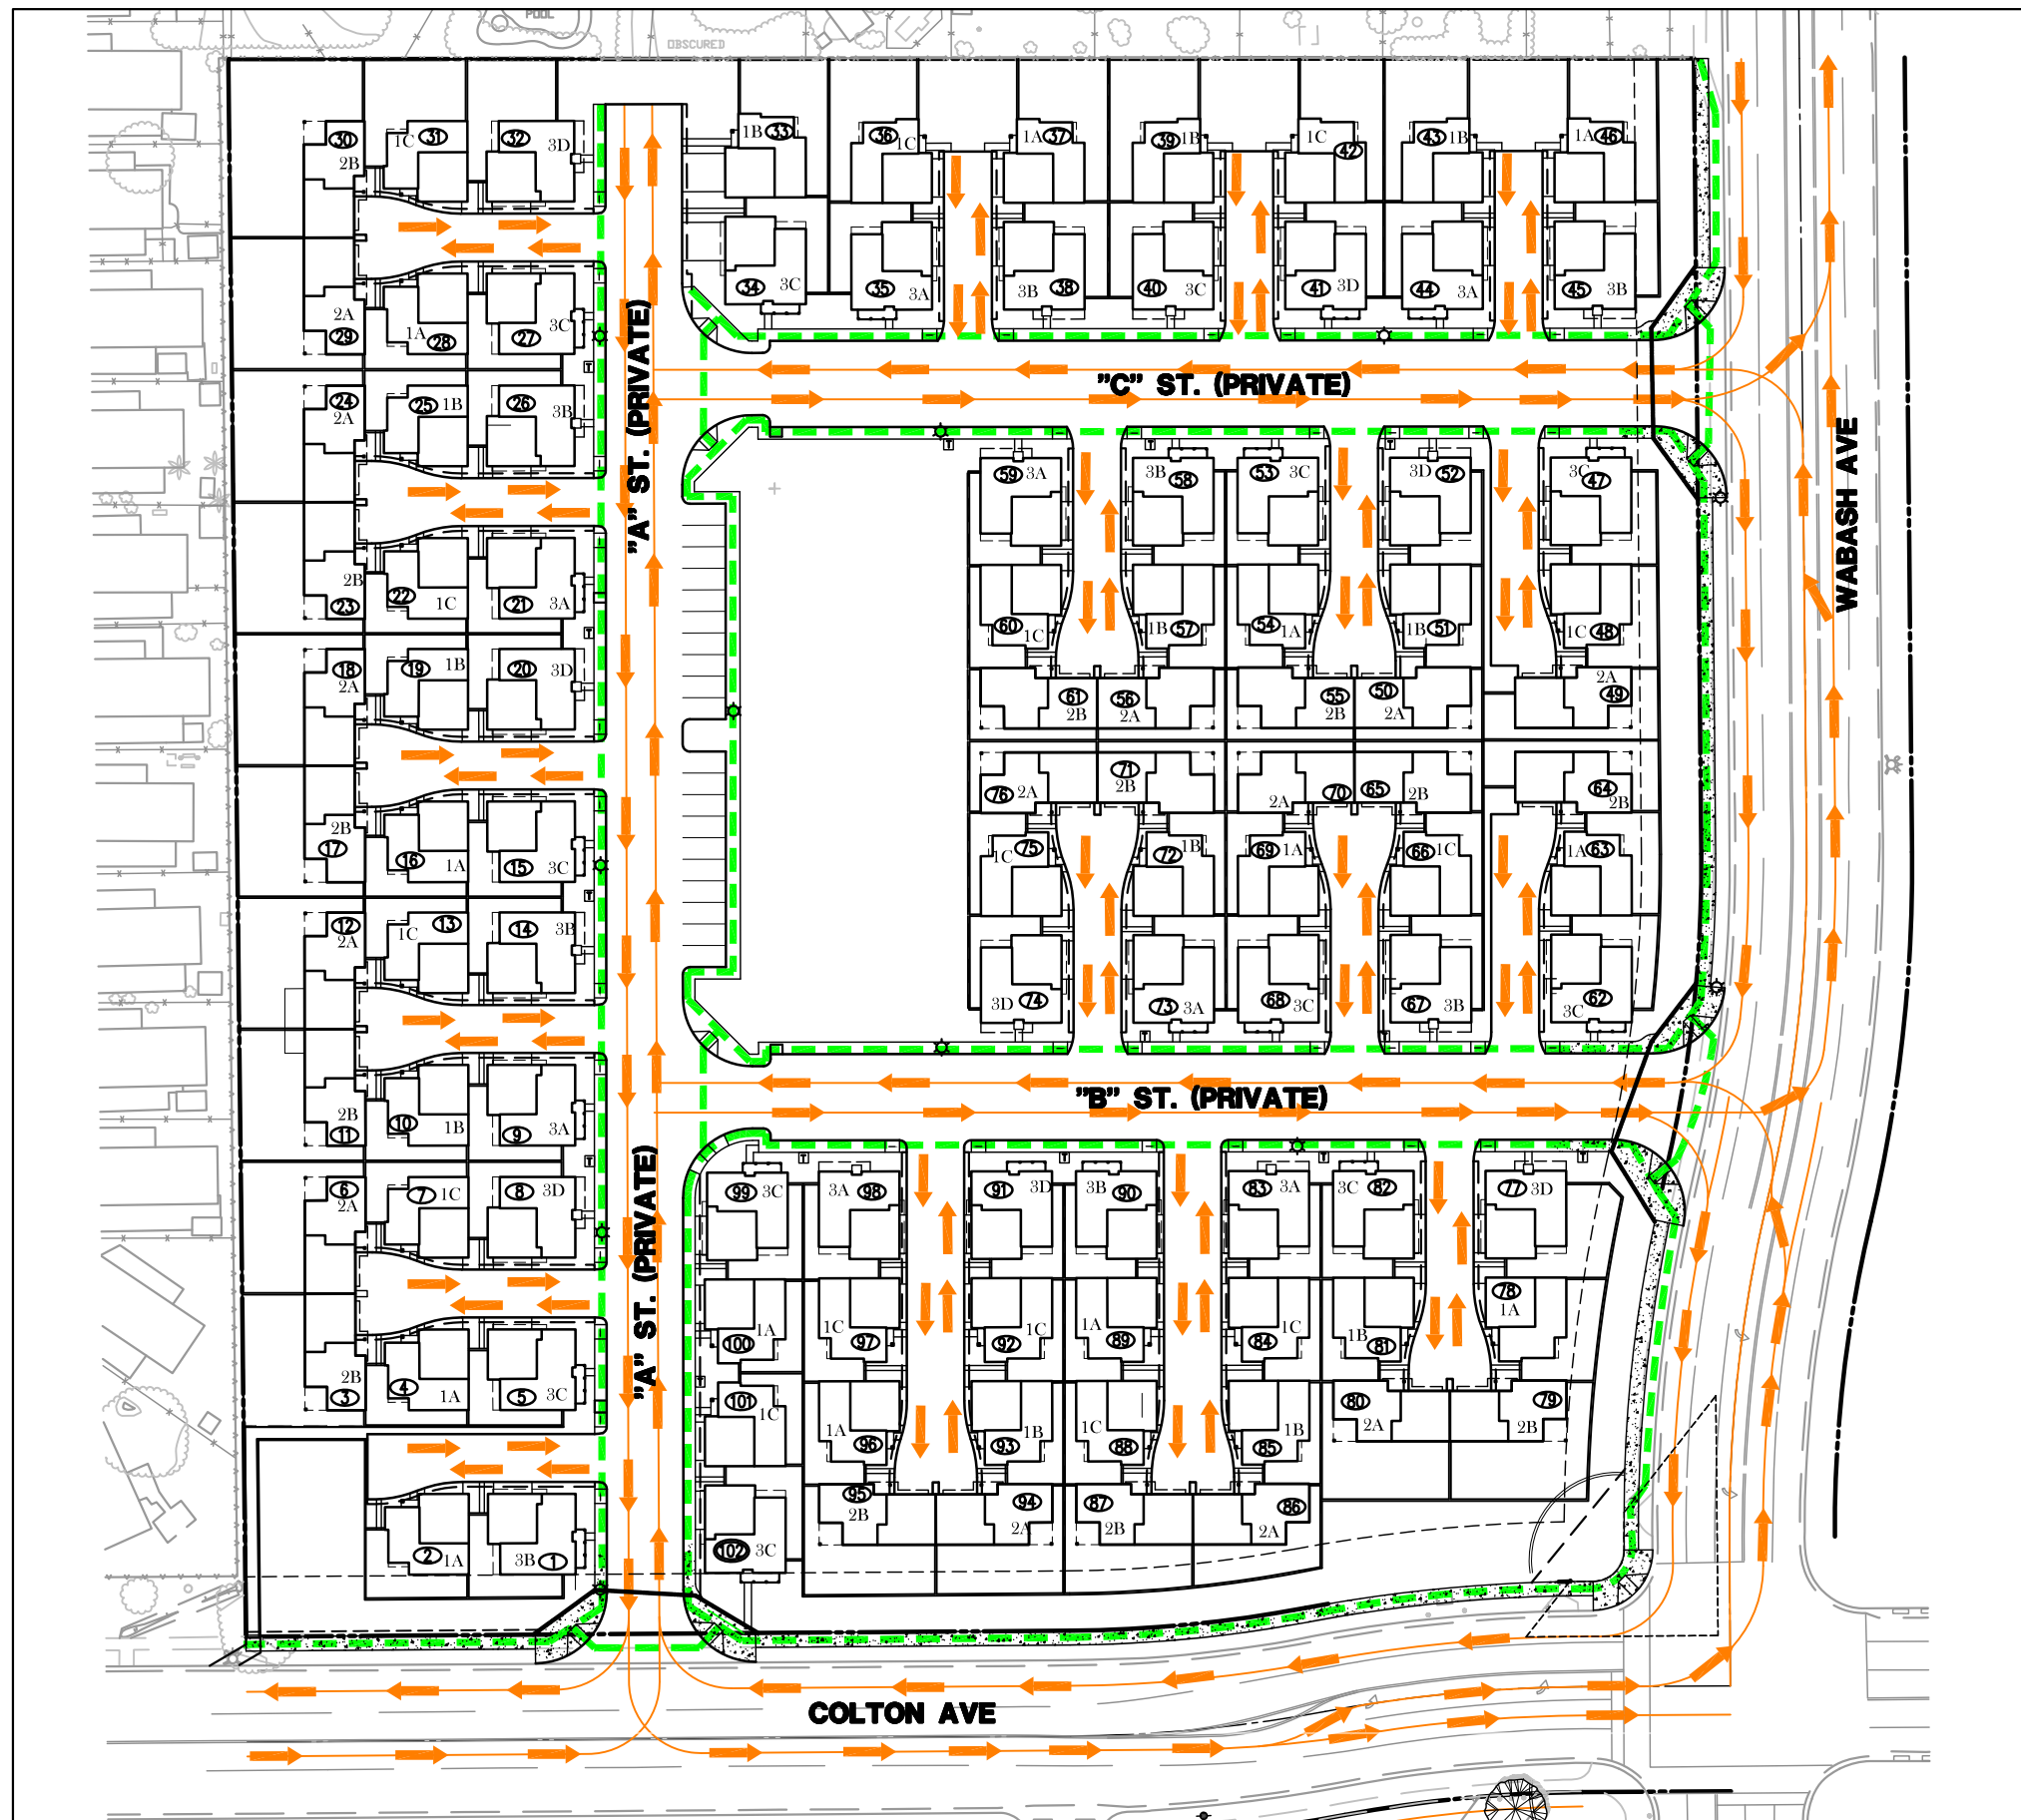 POOL
OBSCURED
30 2B
1C 31
32 3D
1B 33
36 1C
1A 37
39 1B
1C 42
43 1B
1A 46
2A 29
1A 28
3C 27
34 3C
35 3A
3B 38
40 3C
41 3D
44 3A
45 3B
"A" ST. (PRIVATE)
"C" ST. (PRIVATE)
WABASH AVE
24 2A
25 1B
26 3B
2B 23
22 1C
21 3A
59 3A
3B 58
53 3C
3D 52
3C 47
60 1C
1B 57
54 1A
1B 51
1C 48
61 2B
56 2A
55 2B
50 2A
2A 49
18 2A
19 1B
20 3D
2B 17
16 1A
15 3C
76 2A
71 2B
2A 70
65 2B
64 2B
1C 75
72 1B
69 1A
66 1C
1A 63
12 2A
1C 13
14 3B
3D 74
73 3A
68 3C
67 3B
3C 62
2B 11
10 1B
9 3A
"B" ST. (PRIVATE)
"A" ST. (PRIVATE)
6 2A
7 1C
8 3D
99 3C
3A 98
91 3D
3B 90
83 3A
3C 82
77 3D
2B 3
4 1A
5 3C
100 1A
1C 97
92 1C
1A 89
84 1C
1B 81
78 1A
101 1C
1A 96
93 1B
1C 88
85 1B
80 2A
79 2B
2 1A
3B 1
102 3C
95 2B
94 2A
87 2B
86 2A
COLTON AVE